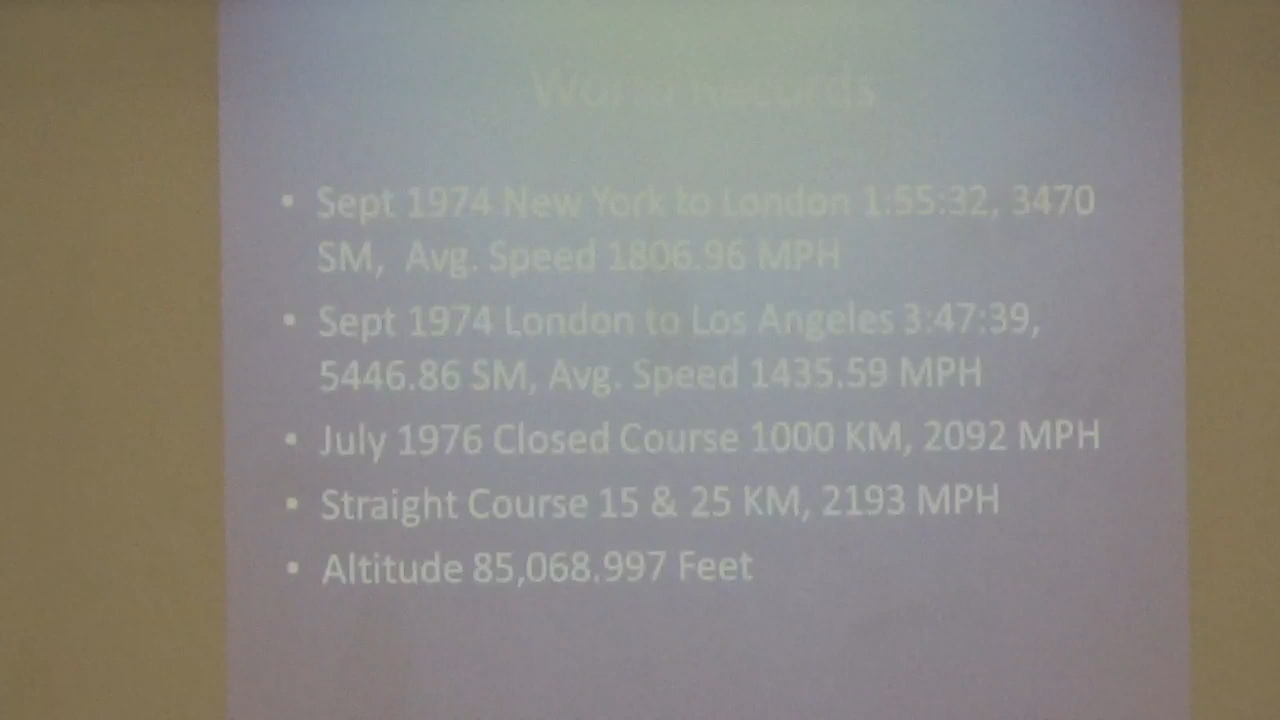 World Records
• Sept 1974 New York to London 1:55:32, 3470
SM, Avg. Speed 1806.96 MPH
• Sept 1974 London to Los Angeles 3:47:39,
5446.86 SM, Avg. Speed 1435.59 MPH
• July 1976 Closed Course 1000 KM, 2092 MPH
• Straight Course 15 & 25 KM, 2193 MPH
• Altitude 85,068.997 Feet